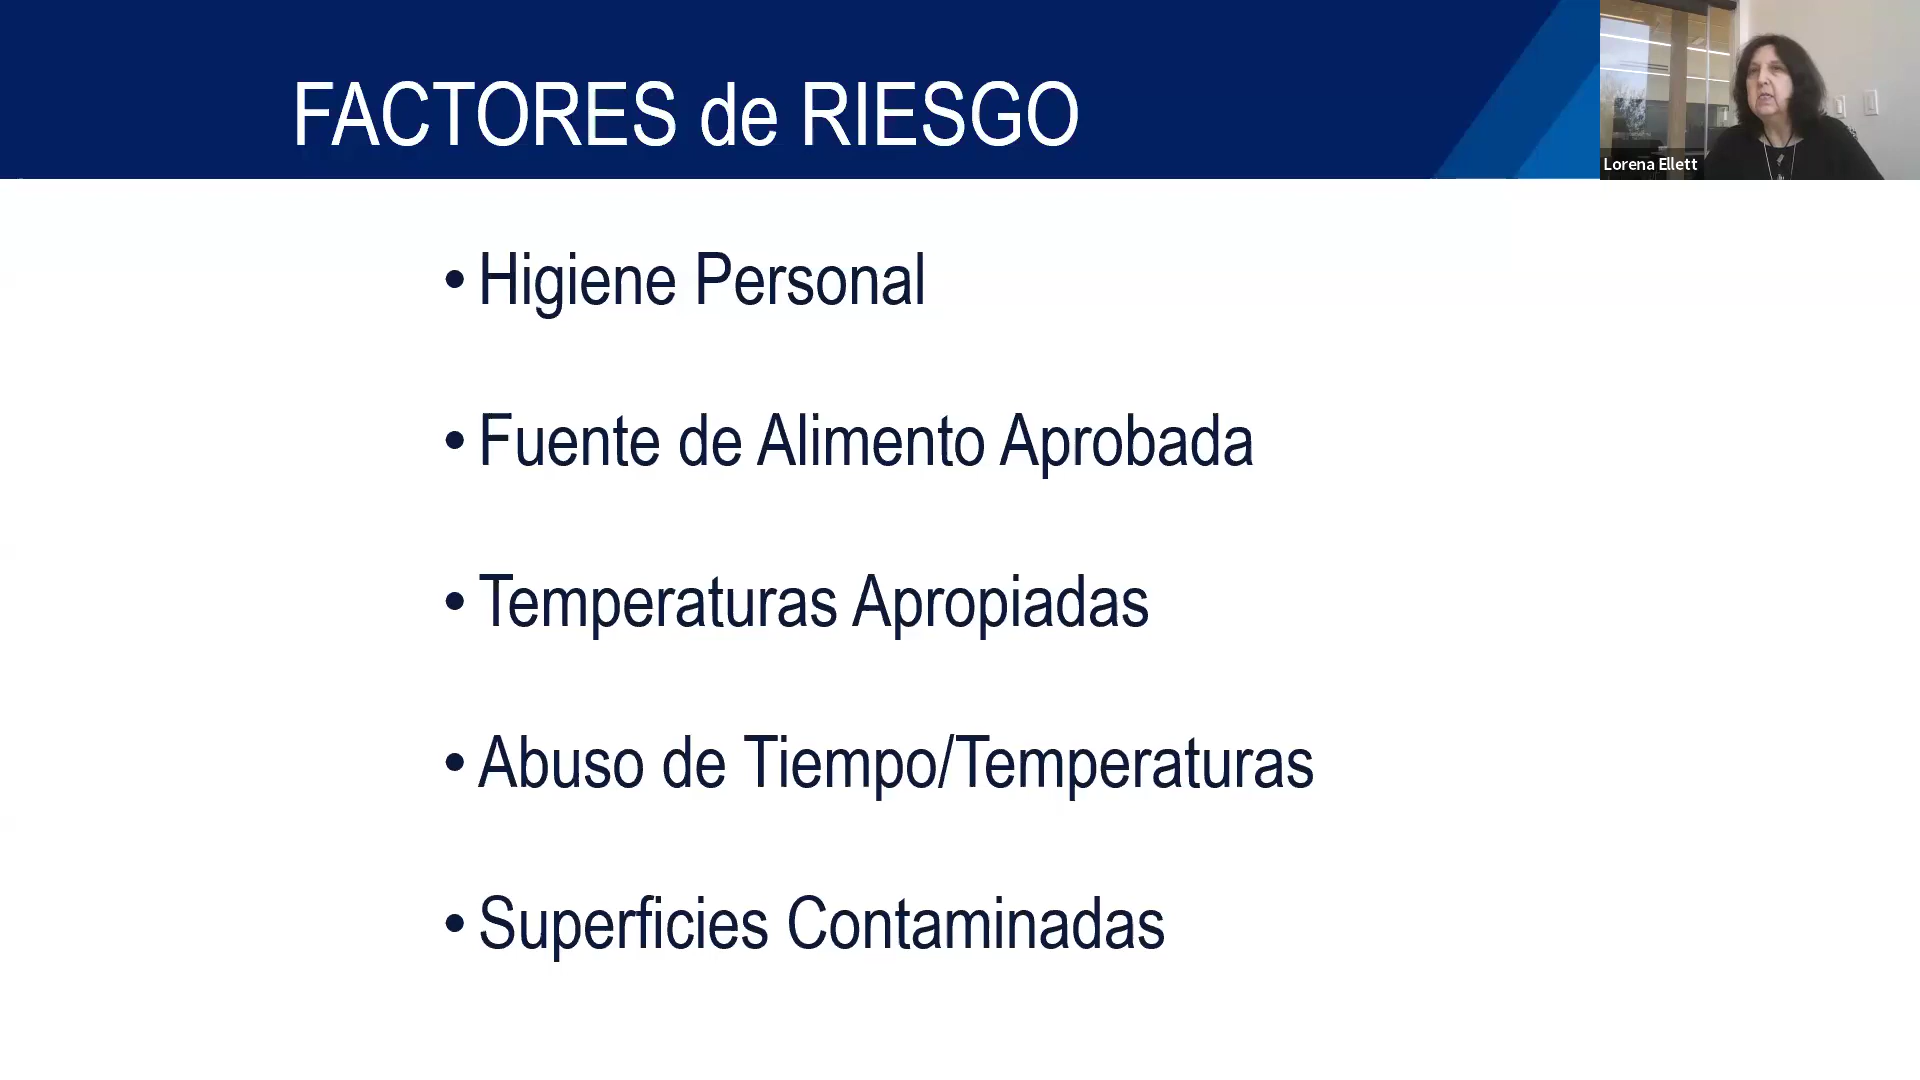 FACTORES de RIESGO
Lorena Ellett
• Higiene Personal
• Fuente de Alimento Aprobada
• Temperaturas Apropiadas
• Abuso de Tiempo/Temperaturas
• Superficies Contaminadas